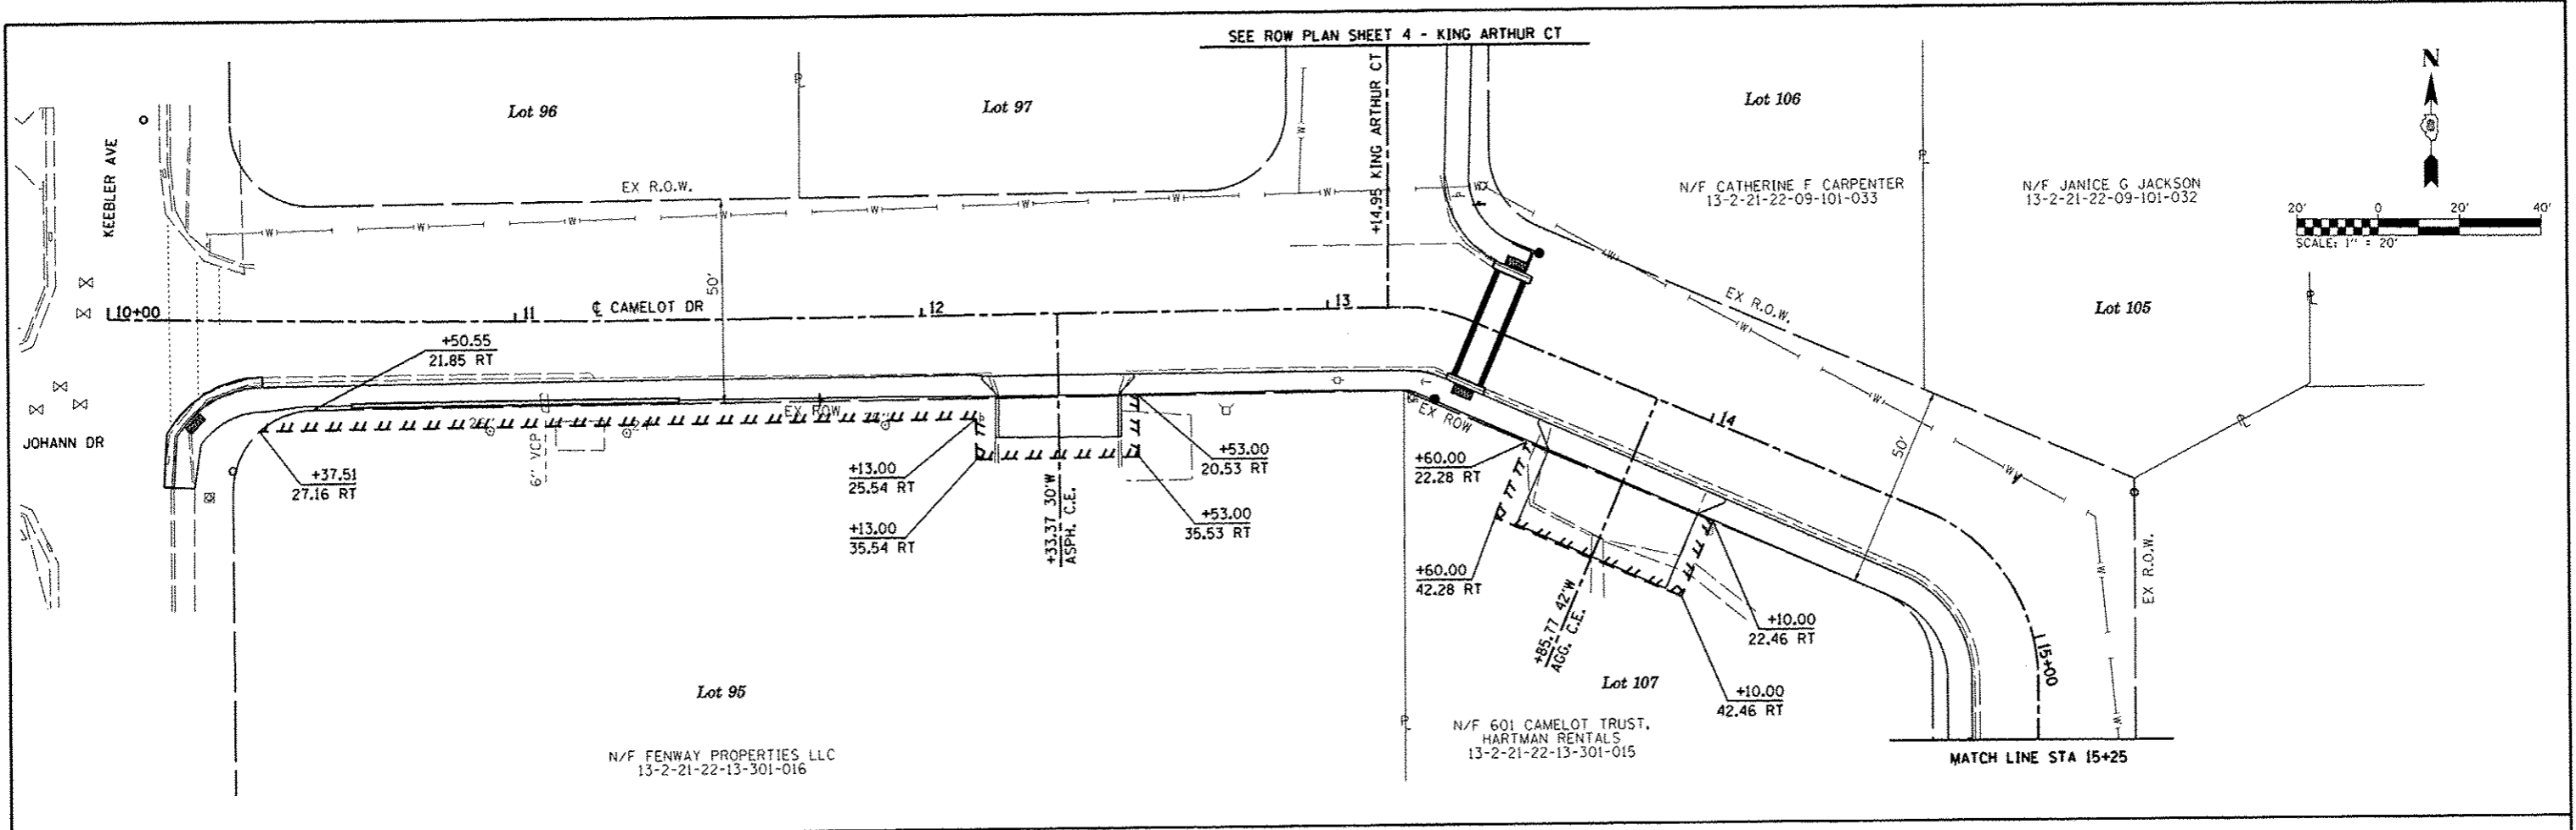 SEE ROW PLAN SHEET 4 - KING ARTHUR CT
N
Lot 96
Lot 97
Lot 106
+14.95 KING ARTHUR CT
KEEBLER AVE
EX R.O.W.
N/F CATHERINE F CARPENTER
13-2-21-22-09-101-033
N/F JANICE G JACKSON
13-2-21-22-09-101-032
20' 0 20' 40'
SCALE: 1" = 20'
50'
10+00
11
℄ CAMELOT DR
12
13
EX R.O.W.
Lot 105
+50.55
21.85 RT
EX ROW
EX ROW
14
50'
JOHANN DR
+37.51
27.16 RT
6" VCP
+13.00
25.54 RT
+13.00
35.54 RT
+33.37 30'W
ASPH. C.E.
+53.00
20.53 RT
+53.00
35.53 RT
+60.00
22.28 RT
+60.00
42.28 RT
+85.77 42'W
AGG. C.E.
+10.00
22.46 RT
+10.00
42.46 RT
EX R.O.W.
15+00
Lot 95
Lot 107
N/F FENWAY PROPERTIES LLC
13-2-21-22-13-301-016
N/F 601 CAMELOT TRUST,
HARTMAN RENTALS
13-2-21-22-13-301-015
MATCH LINE STA 15+25